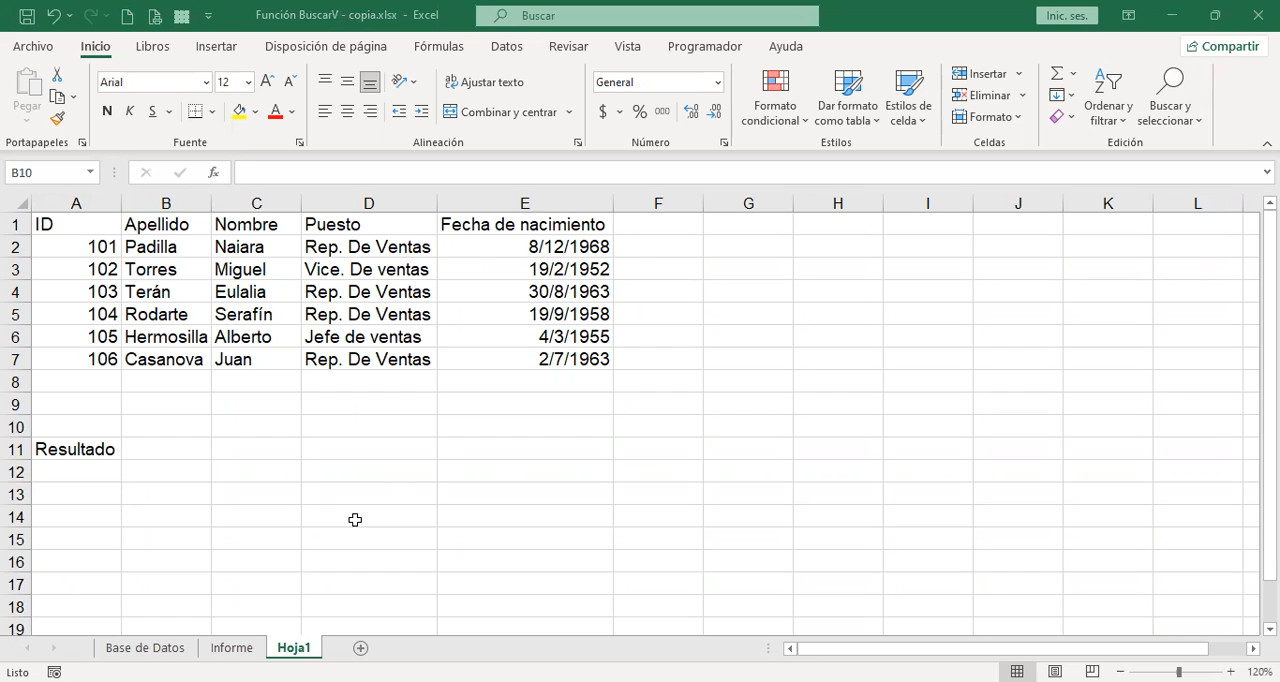 Función BuscarV - copia.xlsx - Excel
Buscar
Inic. ses.
Archivo Inicio Libros Insertar Disposición de página Fórmulas Datos Revisar Vista Programador Ayuda
Compartir
Pegar
Arial 12
N K S
Ajustar texto
Combinar y centrar
General
$ % 000
Formato condicional
Dar formato como tabla
Estilos de celda
Insertar
Eliminar
Formato
Ordenar y filtrar
Buscar y seleccionar
Portapapeles Fuente Alineación Número Estilos Celdas Edición
B10 fx
A B C D E F G H I J K L
1 ID Apellido Nombre Puesto Fecha de nacimiento
2 101 Padilla Naiara Rep. De Ventas 8/12/1968
3 102 Torres Miguel Vice. De ventas 19/2/1952
4 103 Terán Eulalia Rep. De Ventas 30/8/1963
5 104 Rodarte Serafín Rep. De Ventas 19/9/1958
6 105 Hermosilla Alberto Jefe de ventas 4/3/1955
7 106 Casanova Juan Rep. De Ventas 2/7/1963
8
9
10
11 Resultado
12
13
14
15
16
17
18
19
Base de Datos Informe Hoja1
Listo 120%